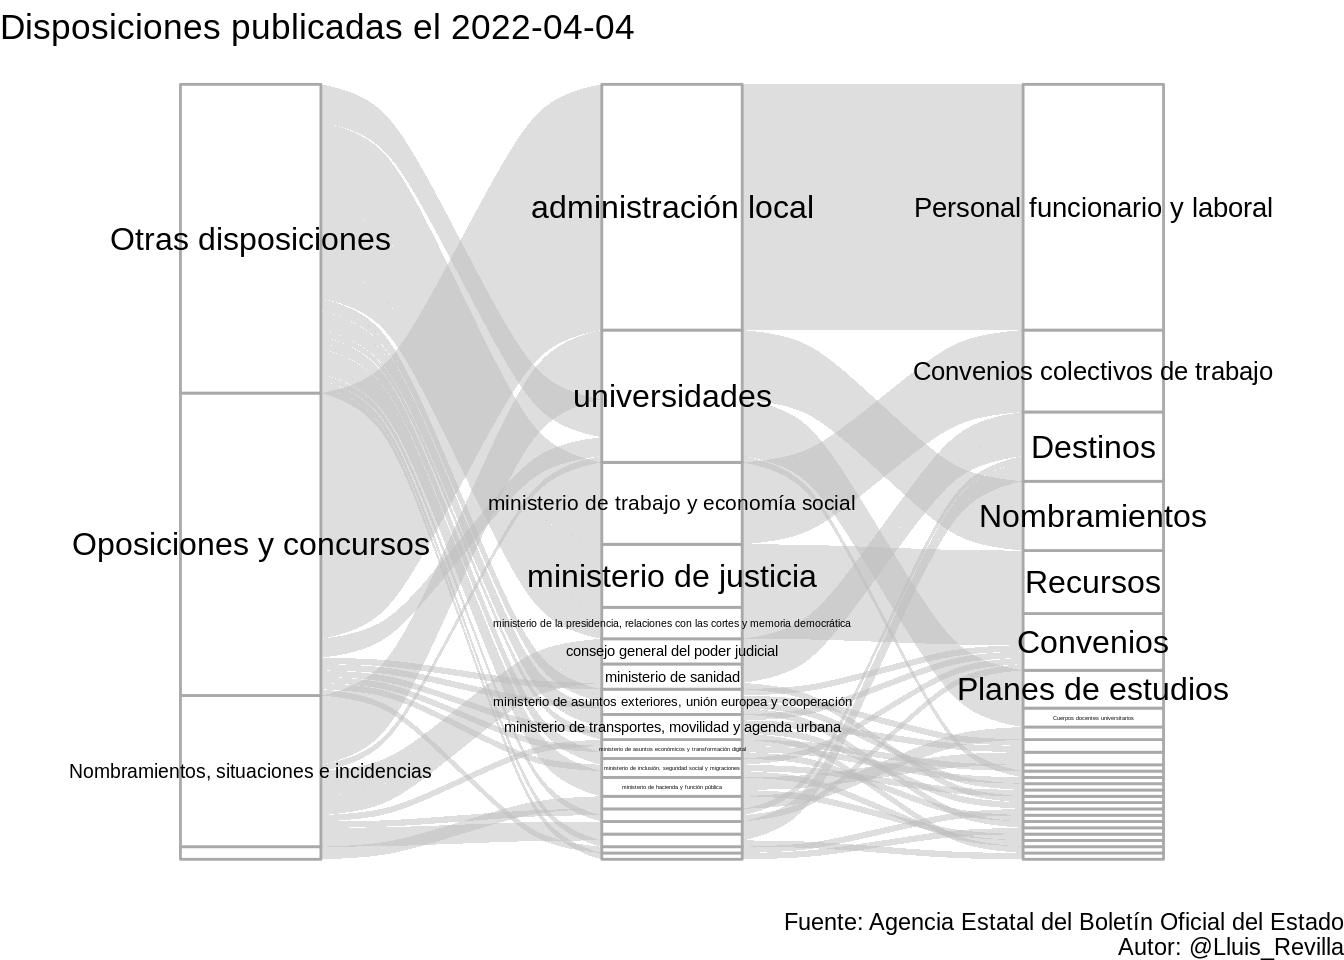 Disposiciones publicadas el 2022-04-04
Otras disposiciones
Oposiciones y concursos
Nombramientos, situaciones e incidencias
administración local
universidades
ministerio de trabajo y economía social
ministerio de justicia
ministerio de la presidencia, relaciones con las cortes y memoria democrática
consejo general del poder judicial
ministerio de sanidad
ministerio de asuntos exteriores, unión europea y cooperación
ministerio de transportes, movilidad y agenda urbana
ministerio de asuntos económicos y transformación digital
ministerio de inclusión, seguridad social y migraciones
ministerio de hacienda y función pública
Personal funcionario y laboral
Convenios colectivos de trabajo
Destinos
Nombramientos
Recursos
Convenios
Planes de estudios
Cuerpos docentes universitarios
Fuente: Agencia Estatal del Boletín Oficial del Estado
Autor: @Lluis_Revilla